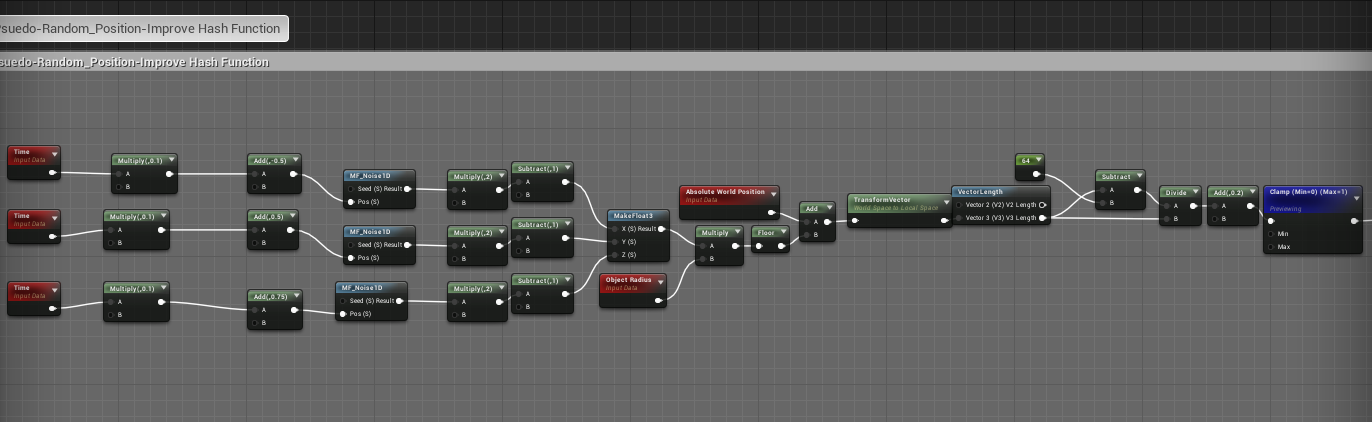 suedo-Random_Position-Improve Hash Function
suedo-Random_Position-Improve Hash Function
Time
Input Data
Multiply(,0.1)
A
B
Add(,-0.5)
A
B
MF_Noise1D
Seed (S) Result
Pos (S)
Multiply(,2)
A
B
Subtract(,1)
A
B
Time
Input Data
Multiply(,0.1)
A
B
Add(,0.5)
A
B
MF_Noise1D
Seed (S) Result
Pos (S)
Multiply(,2)
A
B
Subtract(,1)
A
B
Time
Input Data
Multiply(,0.1)
A
B
Add(,0.75)
A
B
MF_Noise1D
Seed (S) Result
Pos (S)
Multiply(,2)
A
B
Subtract(,1)
A
B
MakeFloat3
X (S) Result
Y (S)
Z (S)
Object Radius
Input Data
Absolute World Position
Input Data
Multiply
A
B
Floor
Add
A
B
TransformVector
World Space to Local Space
VectorLength
Vector 2 (V2) V2 Length
Vector 3 (V3) V3 Length
64
Subtract
A
B
Divide
A
B
Add(,0.2)
A
B
Clamp (Min=0) (Max=1)
Previewing
Min
Max